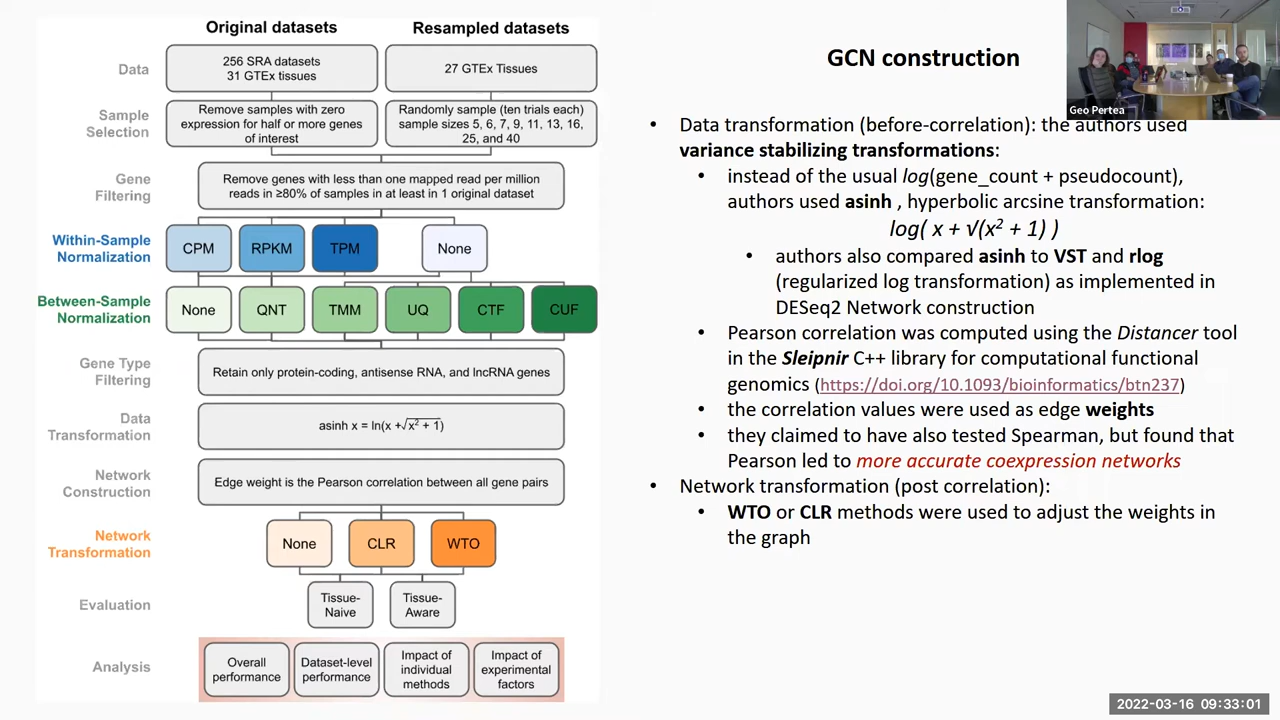 Original datasets
Resampled datasets
Data
256 SRA datasets
31 GTEx tissues
27 GTEx Tissues
Sample
Selection
Remove samples with zero
expression for half or more genes
of interest
Randomly sample (ten trials each)
sample sizes 5, 6, 7, 9, 11, 13, 16,
25, and 40
Gene
Filtering
Remove genes with less than one mapped read per million
reads in ≥80% of samples in at least in 1 original dataset
Within-Sample
Normalization
CPM
RPKM
TPM
None
Between-Sample
Normalization
None
QNT
TMM
UQ
CTF
CUF
Gene Type
Filtering
Retain only protein-coding, antisense RNA, and lncRNA genes
Data
Transformation
asinh x = ln(x +√x² + 1)
Network
Construction
Edge weight is the Pearson correlation between all gene pairs
Network
Transformation
None
CLR
WTO
Evaluation
Tissue-
Naive
Tissue-
Aware
Analysis
Overall
performance
Dataset-level
performance
Impact of
individual
methods
Impact of
experimental
factors
GCN construction
• Data transformation (before-correlation): the authors used
variance stabilizing transformations:
• instead of the usual log(gene_count + pseudocount),
authors used asinh , hyperbolic arcsine transformation:
log( x + √(x² + 1) )
• authors also compared asinh to VST and rlog
(regularized log transformation) as implemented in
DESeq2 Network construction
• Pearson correlation was computed using the Distancer tool
in the Sleipnir C++ library for computational functional
genomics (https://doi.org/10.1093/bioinformatics/btn237)
• the correlation values were used as edge weights
• they claimed to have also tested Spearman, but found that
Pearson led to more accurate coexpression networks
• Network transformation (post correlation):
• WTO or CLR methods were used to adjust the weights in
the graph
Geo Pertea
2022-03-16 09:33:01